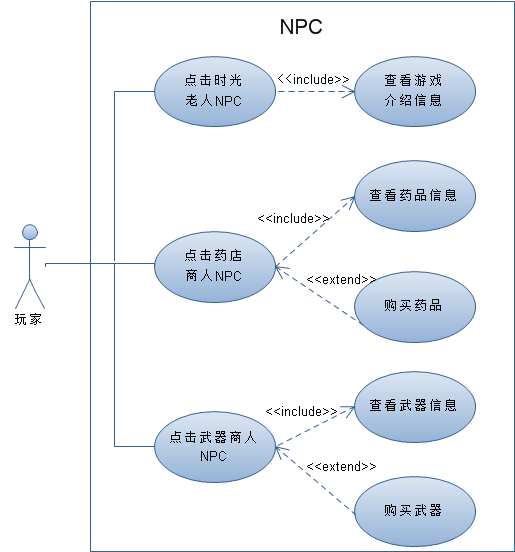 NPC
点击时光
老人NPC
<<include>>
查看游戏
介绍信息
查看药品信息
<<include>>
点击药店
商人NPC
<<extend>>
购买药品
玩家
查看武器信息
<<include>>
点击武器商人
NPC
<<extend>>
购买武器